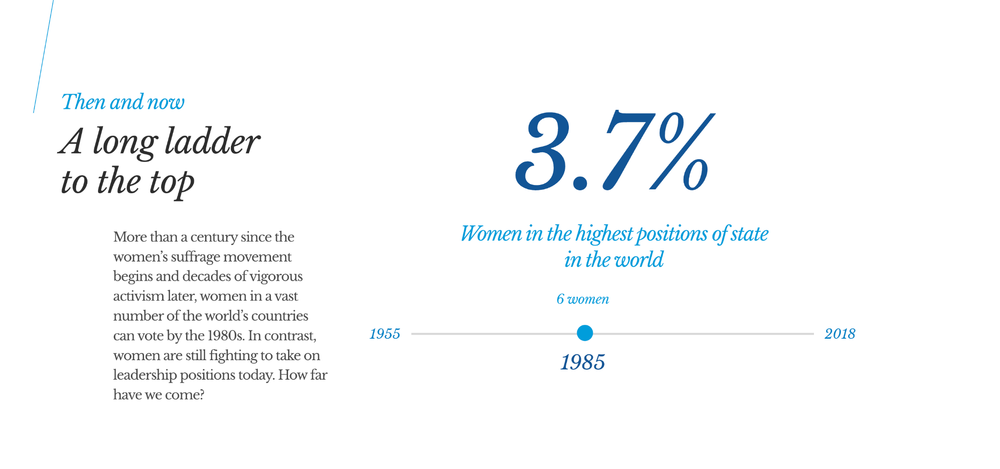 Then and now
A long ladder
to the top
More than a century since the
women’s suffrage movement
begins and decades of vigorous
activism later, women in a vast
number of the world’s countries
can vote by the 1980s. In contrast,
women are still fighting to take on
leadership positions today. How far
have we come?
3.7%
Women in the highest positions of state
in the world
6 women
1955
2018
1985